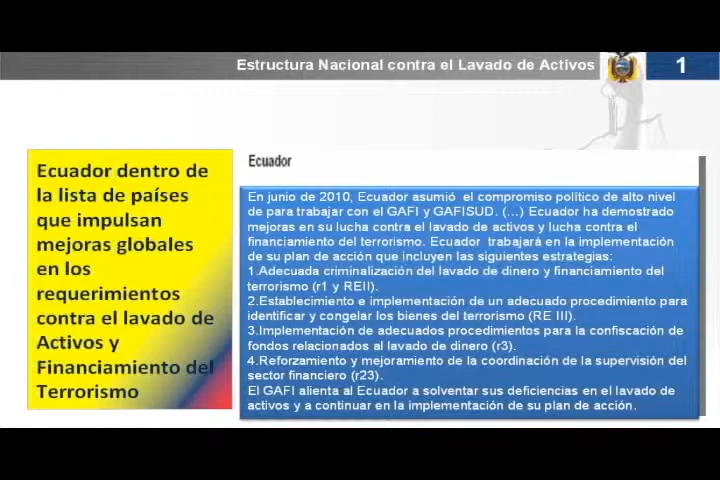 Estructura Nacional contra el Lavado de Activos
1
Ecuador dentro de
la lista de países
que impulsan
mejoras globales
en los
requerimientos
contra el lavado de
Activos y
Financiamiento del
Terrorismo
Ecuador
En junio de 2010, Ecuador asumió el compromiso político de alto nivel
de para trabajar con el GAFI y GAFISUD. (...) Ecuador ha demostrado
mejoras en su lucha contra el lavado de activos y lucha contra el
financiamiento del terrorismo. Ecuador trabajará en la implementación
de su plan de acción que incluyen las siguientes estrategias:
1.Adecuada criminalización del lavado de dinero y financiamiento del
terrorismo (r1 y REII).
2.Establecimiento e implementación de un adecuado procedimiento para
identificar y congelar los bienes del terrorismo (RE III).
3.Implementación de adecuados procedimientos para la confiscación de
fondos relacionados al lavado de dinero (r3).
4.Reforzamiento y mejoramiento de la coordinación de la supervisión del
sector financiero (r23).
El GAFI alienta al Ecuador a solventar sus deficiencias en el lavado de
activos y a continuar en la implementación de su plan de acción.